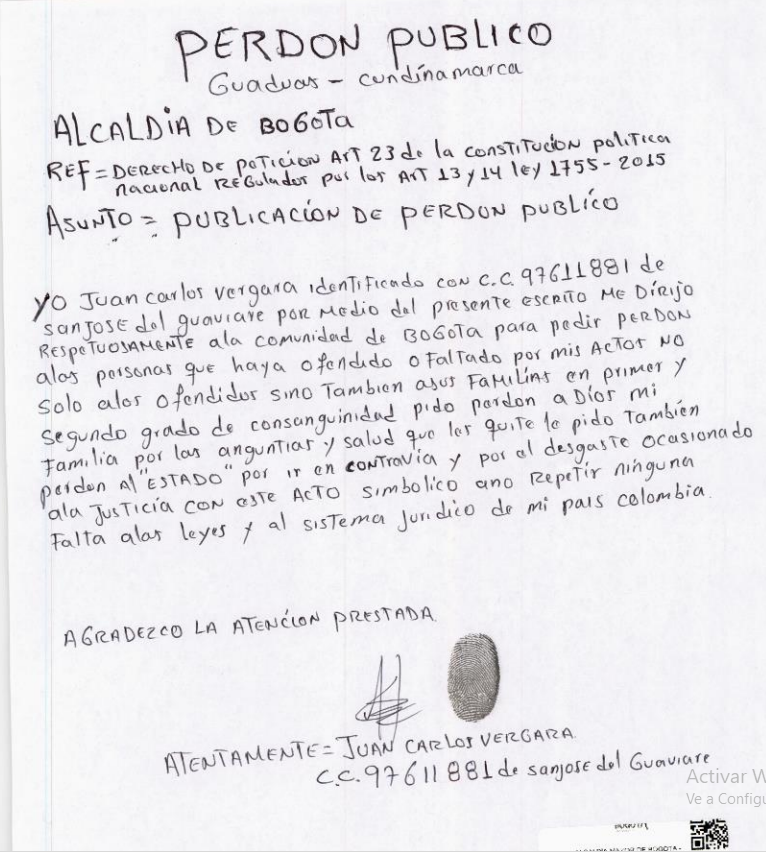 PERDON PUBLICO
Guaduas - cundinamarca
ALCALDIA DE BOGOTA
REF = DERECHO DE POTICION ART 23 de la constitucion politica
nacional REGulados por los ART 13 y 14 ley 1755-2015
ASUNTO = PUBLICACION DE PERDON PUBLICO
YO Juan carlos vergara identificado con C.C. 97611881 de
sanjose del guaviare por medio del presente escrito me dirijo
RESPETUOSAMENTE ala comunidad de BOGOTA para pedir PERDON
alas personas que haya ofendido o faltado por mis ACTOS NO
solo alos ofendidos sino Tambien asus FAMILIAS en primer y
segundo grado de consanguinidad pido perdon a Dios mi
familia por las anguntias y salud que les quite le pido Tambien
perdon Al "ESTADO" por ir en contravia y por el desgaste ocasionado
ala Justicia con este ACTO simbolico ano REPETIR ninguna
Falta alas leyes y al sistema Juridico de mi pais colombia.
AGRADEZCO LA ATENCION PRESTADA.
ATENTAMENTE = JUAN CARLOS VERGARA.
C.C. 97611881 de sanjose del Guaviare
Activar W
Ve a Configu